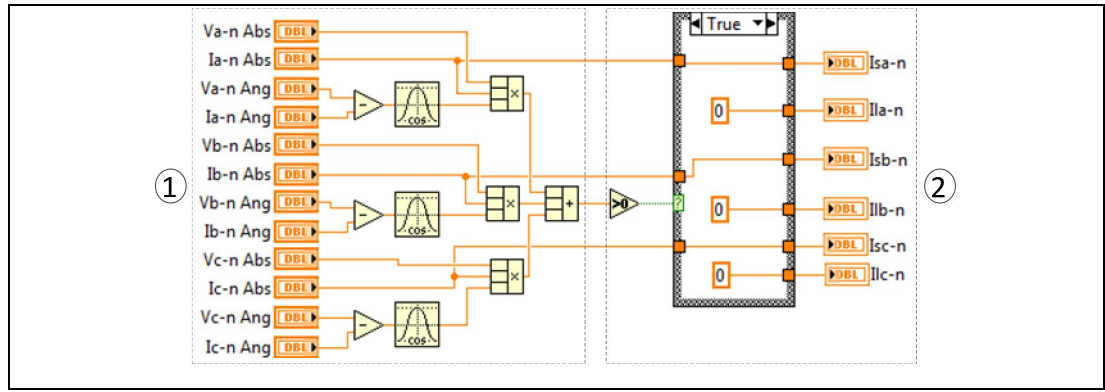 Va-n Abs DBL
Ia-n Abs DBL
Va-n Ang DBL
Ia-n Ang DBL
Vb-n Abs DBL
Ib-n Abs DBL
Vb-n Ang DBL
Ib-n Ang DBL
Vc-n Abs DBL
Ic-n Abs DBL
Vc-n Ang DBL
Ic-n Ang DBL
①
- COS ×
- COS × +
- COS ×
>0
True
?
0
0
0
DBL Isa-n
DBL Ila-n
DBL Isb-n
DBL Ilb-n
DBL Isc-n
DBL Ilc-n
②